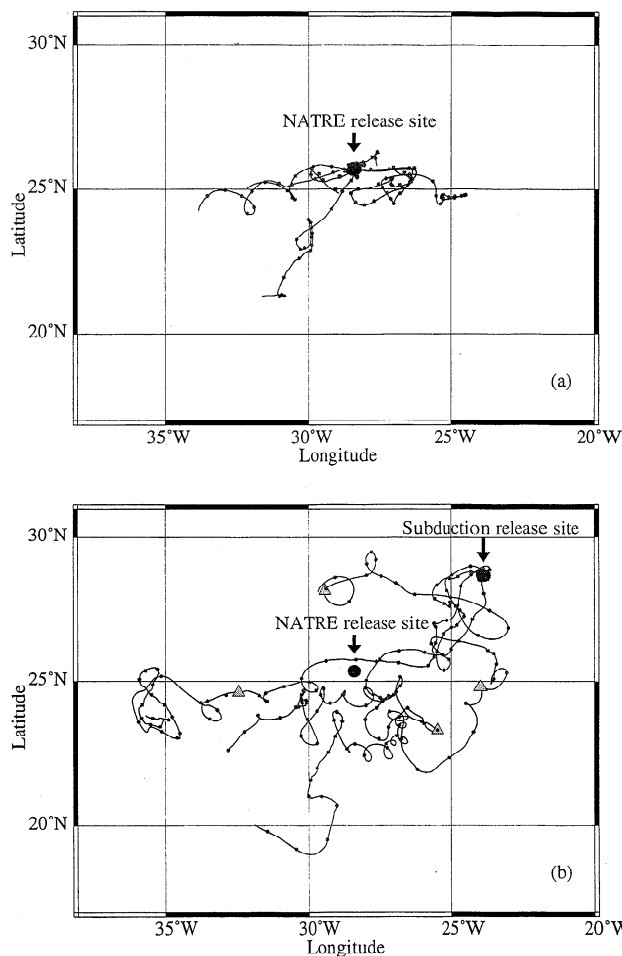 30°N
NATRE release site
25°N
Latitude
20°N
(a)
35°W 30°W 25°W 20°W
Longitude
30°N
Subduction release site
NATRE release site
25°N
Latitude
20°N
(b)
35°W 30°W 25°W 20°W
Longitude